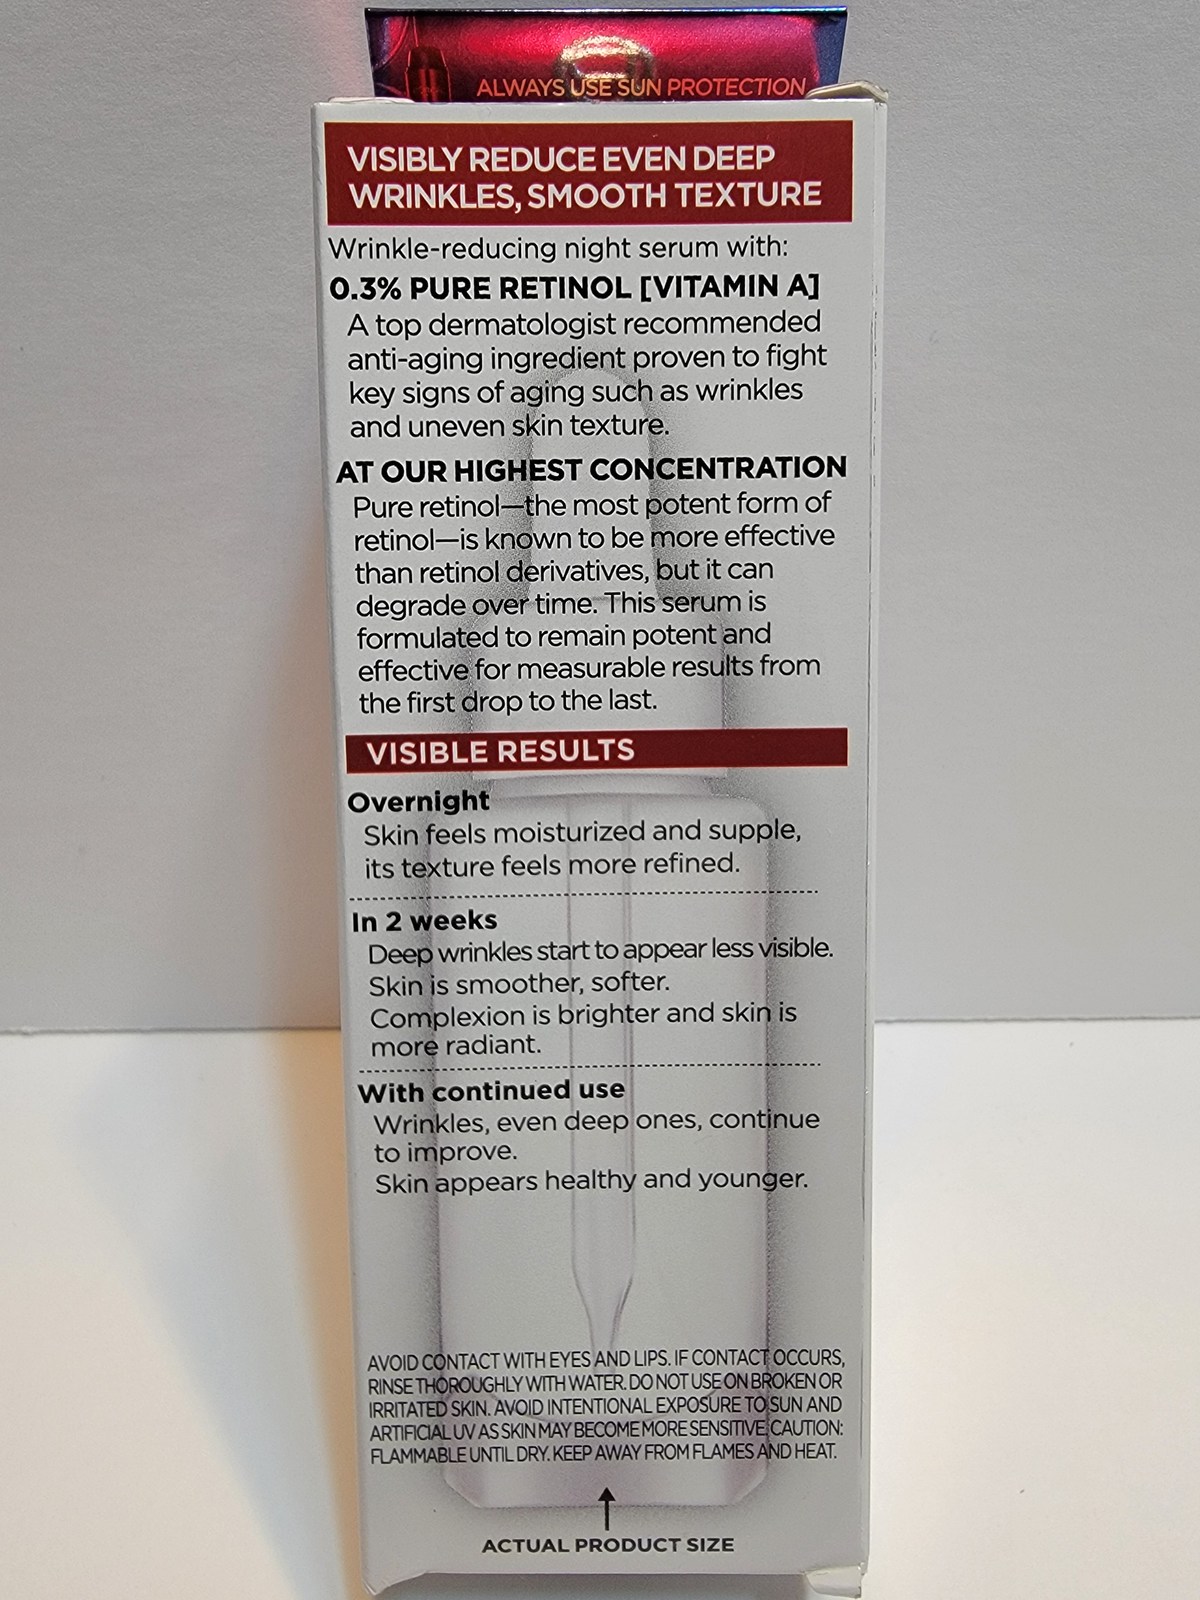 ALWAYS USE SUN PROTECTION
VISIBLY REDUCE EVEN DEEP
WRINKLES, SMOOTH TEXTURE
Wrinkle-reducing night serum with:
0.3% PURE RETINOL [VITAMIN A]
A top dermatologist recommended
anti-aging ingredient proven to fight
key signs of aging such as wrinkles
and uneven skin texture.
AT OUR HIGHEST CONCENTRATION
Pure retinol—the most potent form of
retinol—is known to be more effective
than retinol derivatives, but it can
degrade over time. This serum is
formulated to remain potent and
effective for measurable results from
the first drop to the last.
VISIBLE RESULTS
Overnight
Skin feels moisturized and supple,
its texture feels more refined.
In 2 weeks
Deep wrinkles start to appear less visible.
Skin is smoother, softer.
Complexion is brighter and skin is
more radiant.
With continued use
Wrinkles, even deep ones, continue
to improve.
Skin appears healthy and younger.
AVOID CONTACT WITH EYES AND LIPS. IF CONTACT OCCURS,
RINSE THOROUGHLY WITH WATER. DO NOT USE ON BROKEN OR
IRRITATED SKIN. AVOID INTENTIONAL EXPOSURE TO SUN AND
ARTIFICIAL UV AS SKIN MAY BECOME MORE SENSITIVE. CAUTION:
FLAMMABLE UNTIL DRY. KEEP AWAY FROM FLAMES AND HEAT.
ACTUAL PRODUCT SIZE